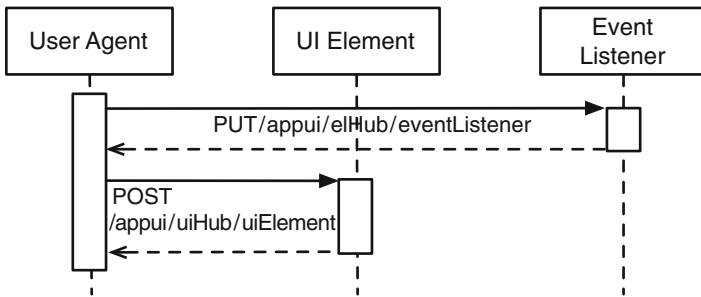 User Agent
UI Element
Event
Listener
PUT/appui/elHub/eventListener
POST
/appui/uiHub/uiElement